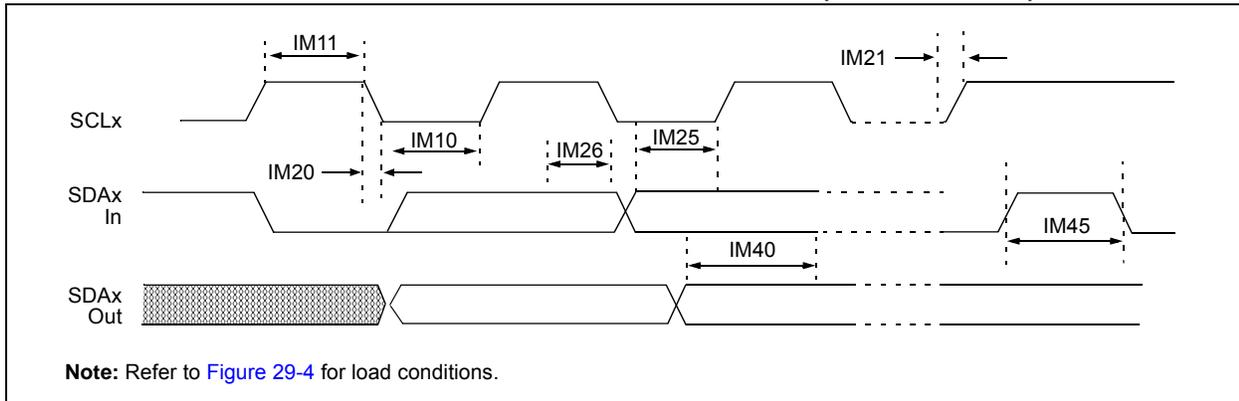 IM11
IM21
SCLx
IM10
IM26
IM25
IM20
SDAx
In
IM45
IM40
SDAx
Out
Note: Refer to Figure 29-4 for load conditions.